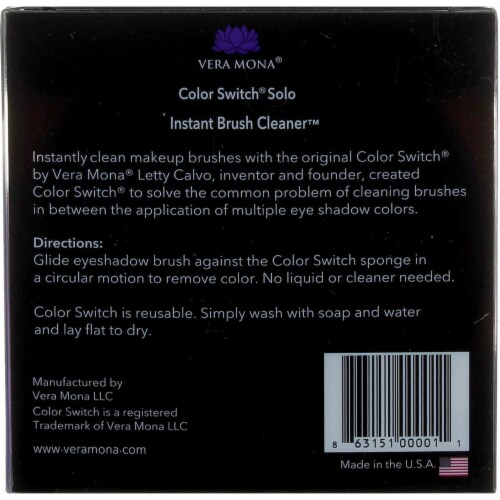 VERA MONA®
Color Switch® Solo
Instant Brush Cleaner™
Instantly clean makeup brushes with the original Color Switch®
by Vera Mona® Letty Calvo, inventor and founder, created
Color Switch® to solve the common problem of cleaning brushes
in between the application of multiple eye shadow colors.
Directions:
Glide eyeshadow brush against the Color Switch sponge in
a circular motion to remove color. No liquid or cleaner needed.
Color Switch is reusable. Simply wash with soap and water
and lay flat to dry.
Manufactured by
Vera Mona LLC
Color Switch is a registered
Trademark of Vera Mona LLC
www.veramona.com
8 63151 00001 1
Made in the U.S.A.